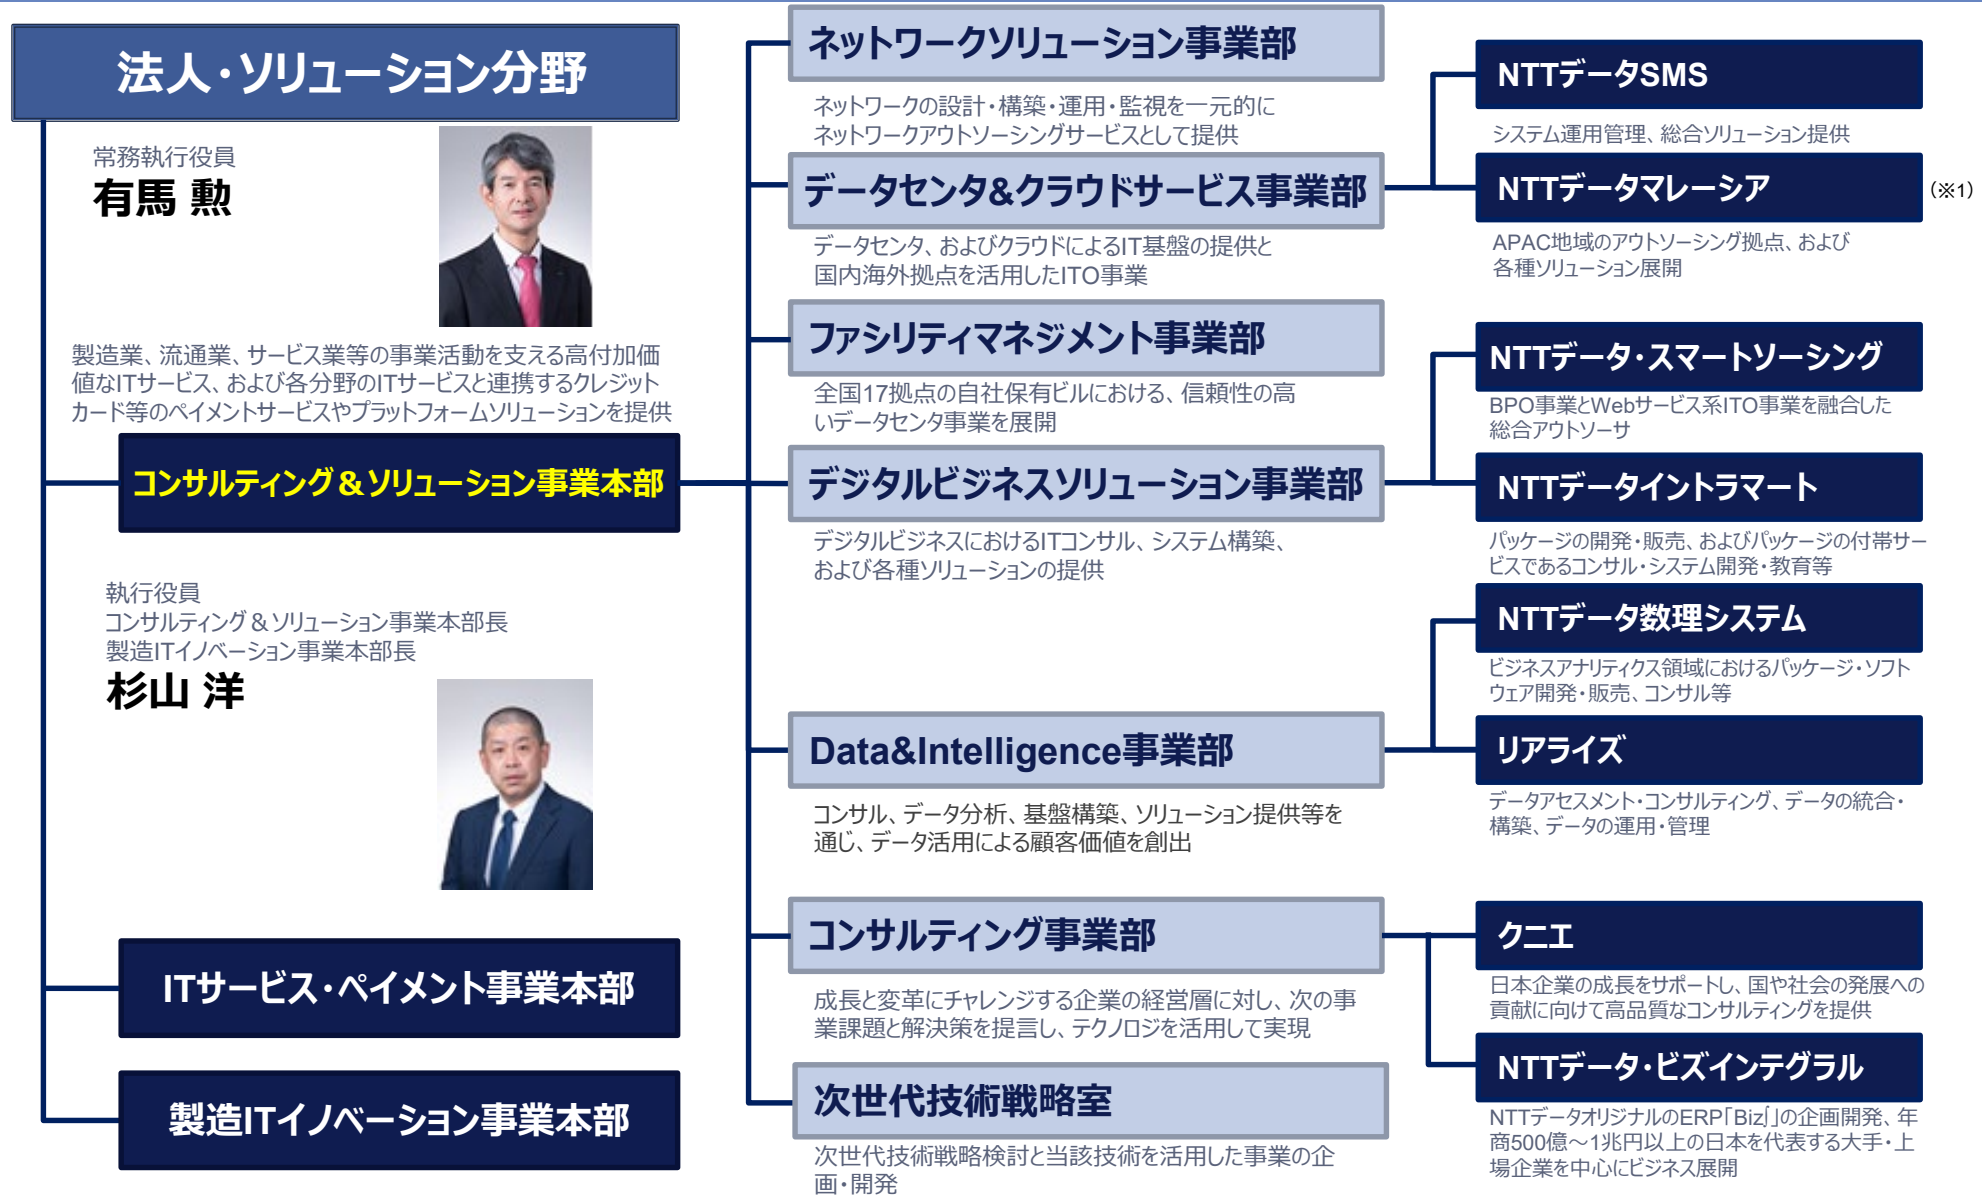 法人・ソリューション分野
常務執行役員
有馬 勲
製造業、流通業、サービス業等の事業活動を支える高付加価
値なITサービス、および各分野のITサービスと連携するクレジット
カード等のペイメントサービスやプラットフォームソリューションを提供
コンサルティング＆ソリューション事業本部
執行役員
コンサルティング＆ソリューション事業本部長
製造ITイノベーション事業本部長
杉山 洋
ITサービス・ペイメント事業本部
製造ITイノベーション事業本部
ネットワークソリューション事業部
ネットワークの設計・構築・運用・監視を一元的に
ネットワークアウトソーシングサービスとして提供
データセンタ&クラウドサービス事業部
データセンタ、およびクラウドによるIT基盤の提供と
国内海外拠点を活用したITO事業
ファシリティマネジメント事業部
全国17拠点の自社保有ビルにおける、信頼性の高
いデータセンタ事業を展開
デジタルビジネスソリューション事業部
デジタルビジネスにおけるITコンサル、システム構築、
および各種ソリューションの提供
Data&Intelligence事業部
コンサル、データ分析、基盤構築、ソリューション提供等を
通じ、データ活用による顧客価値を創出
コンサルティング事業部
成長と変革にチャレンジする企業の経営層に対し、次の事
業課題と解決策を提言し、テクノロジを活用して実現
次世代技術戦略室
次世代技術戦略検討と当該技術を活用した事業の企
画・開発
NTTデータSMS
システム運用管理、総合ソリューション提供
NTTデータマレーシア
（※1）
APAC地域のアウトソーシング拠点、および
各種ソリューション展開
NTTデータ・スマートソーシング
BPO事業とWebサービス系ITO事業を融合した
総合アウトソーサ
NTTデータイントラマート
パッケージの開発・販売、およびパッケージの付帯サー
ビスであるコンサル・システム開発・教育等
NTTデータ数理システム
ビジネスアナリティクス領域におけるパッケージ・ソフト
ウェア開発・販売、コンサル等
リアライズ
データアセスメント・コンサルティング、データの統合・
構築、データの運用・管理
クニエ
日本企業の成長をサポートし、国や社会の発展への
貢献に向けて高品質なコンサルティングを提供
NTTデータ・ビズインテグラル
NTTデータオリジナルのERP「Biz∫」の企画開発、年
商500億～1兆円以上の日本を代表する大手・上
場企業を中心にビジネス展開